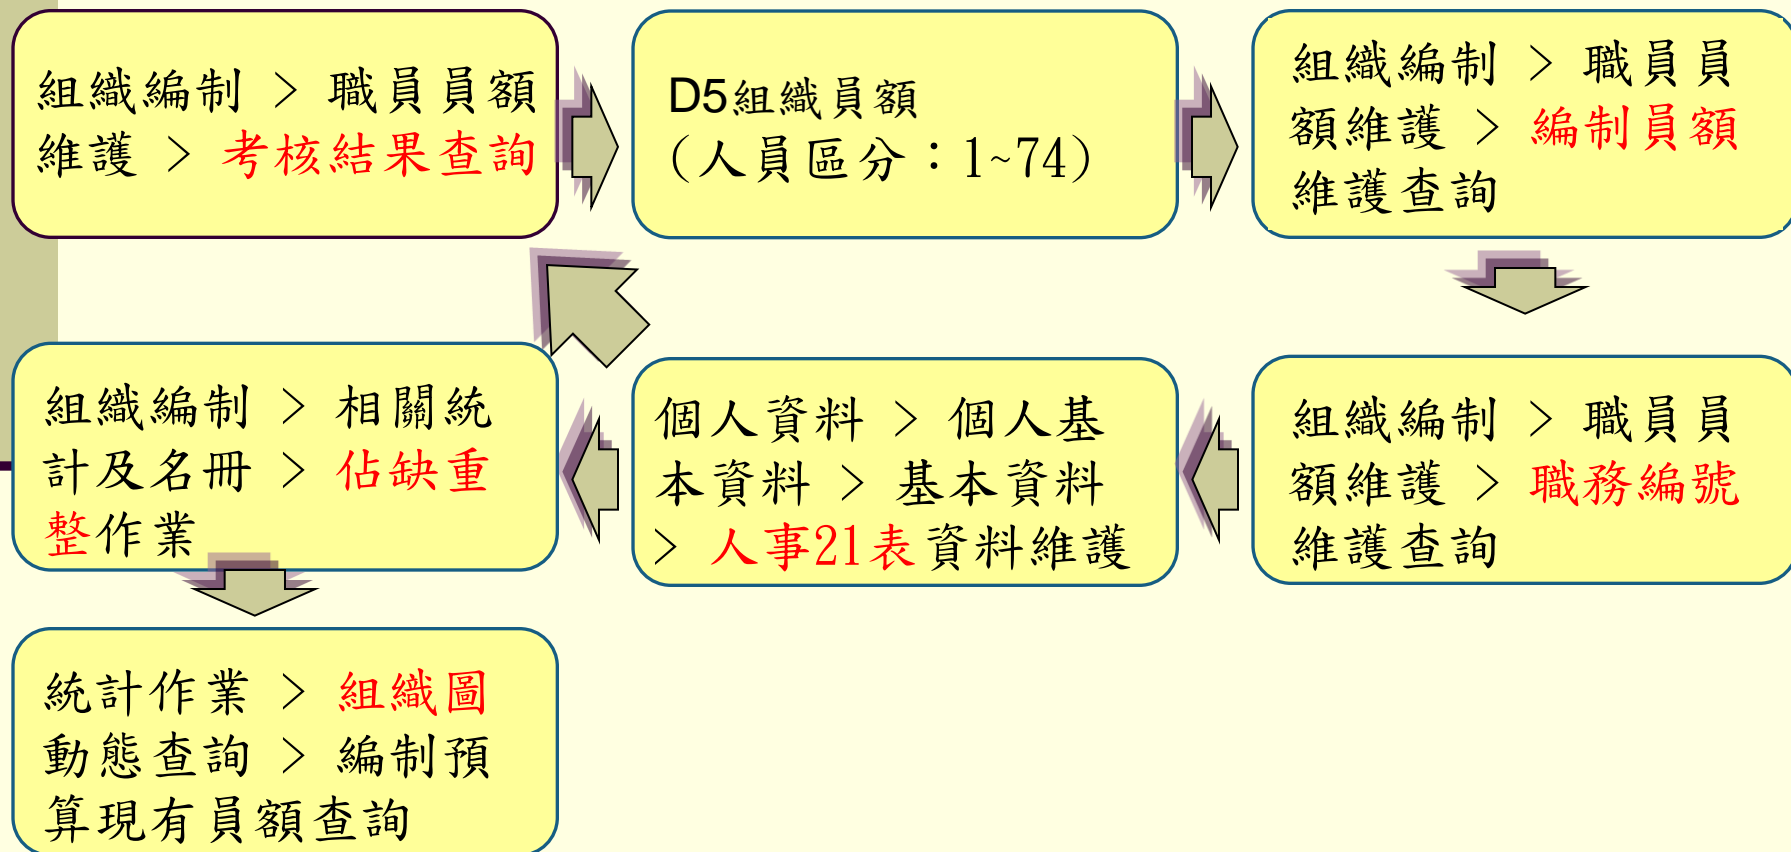 組織編制 > 職員員額
維護 > 考核結果查詢
D5組織員額
(人員區分：1~74)
組織編制 > 職員員
額維護 > 編制員額
維護查詢
組織編制 > 職員員
額維護 > 職務編號
維護查詢
個人資料 > 個人基
本資料 > 基本資料
> 人事21表資料維護
組織編制 > 相關統
計及名冊 > 佔缺重
整作業
統計作業 > 組織圖
動態查詢 > 編制預
算現有員額查詢